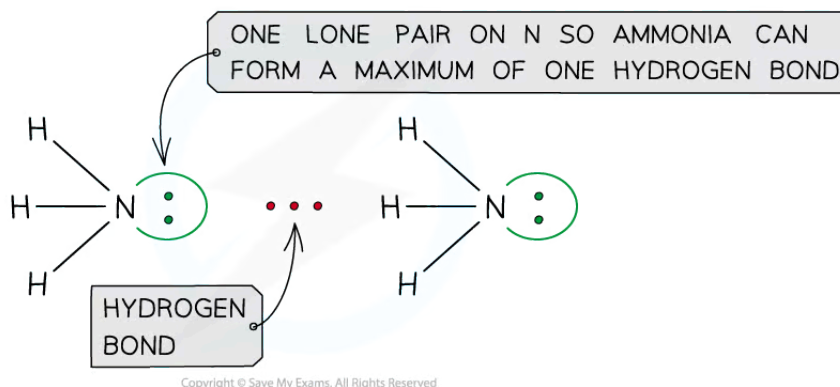 ONE LONE PAIR ON N SO AMMONIA CAN
FORM A MAXIMUM OF ONE HYDROGEN BOND
H
H
H N
H
H N
H
HYDROGEN
BOND
H
Copyright © Save My Exams. All Rights Reserved